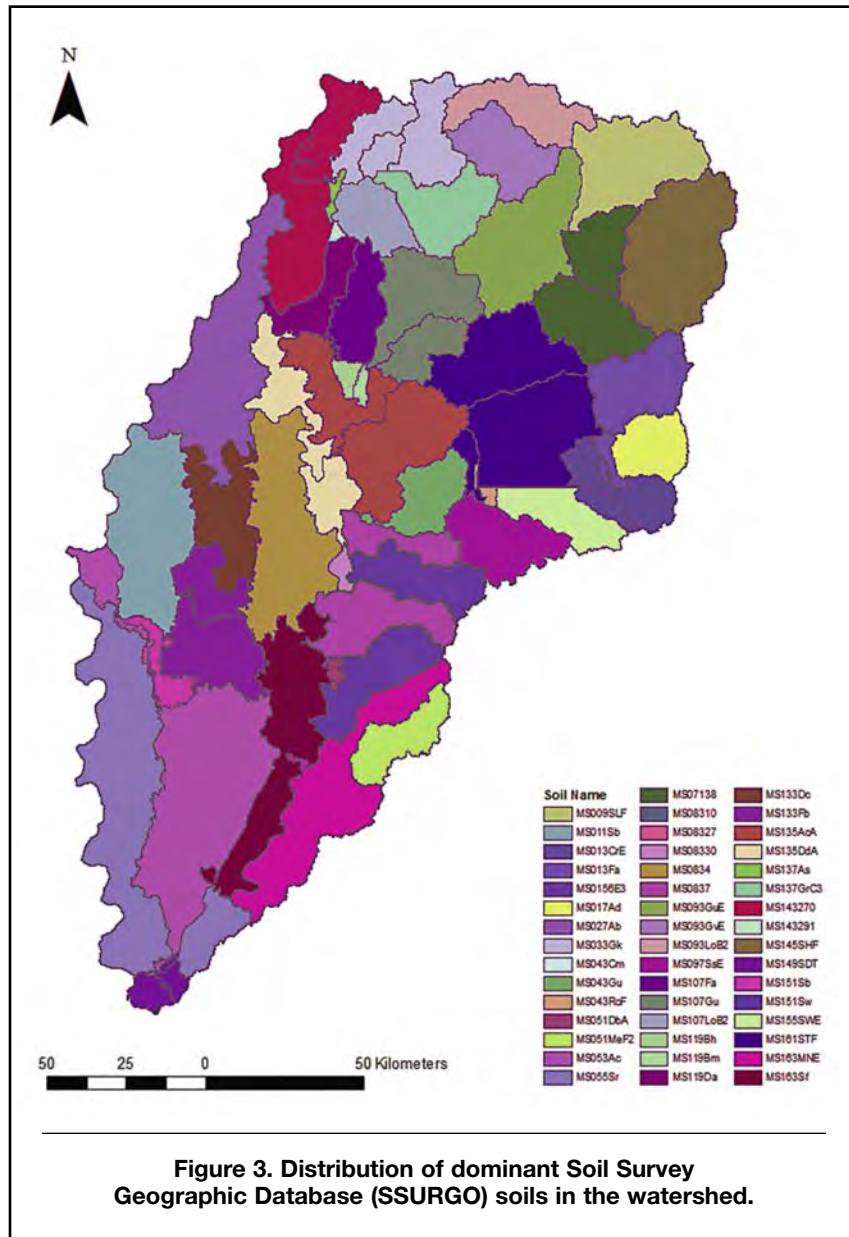 N
50 25 0 50 Kilometers
Soil Name
MS009SLF
MS011Sb
MS013CrE
MS013Fa
MS0156E3
MS017Ad
MS027Ab
MS033Gk
MS043Cm
MS043Gu
MS043RoF
MS051DbA
MS051MeF2
MS053Ac
MS055Sr
MS07138
MS08310
MS08327
MS08330
MS0834
MS0837
MS093GuE
MS093GvE
MS093LoB2
MS097SsE
MS107Fa
MS107Gu
MS107LoB2
MS119Bh
MS119Bm
MS119Da
MS133Dc
MS133Fb
MS135AcA
MS135DdA
MS137As
MS137GrC3
MS143270
MS143291
MS145SHF
MS149SDT
MS151Sb
MS151Sw
MS155SWE
MS161STF
MS163MNE
MS163Sf
Figure 3. Distribution of dominant Soil Survey
Geographic Database (SSURGO) soils in the watershed.